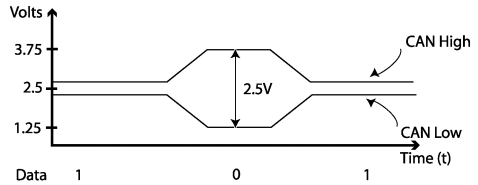 Volts
3.75
CAN High
2.5
2.5V
1.25
CAN Low
Time (t)
Data 1 0 1